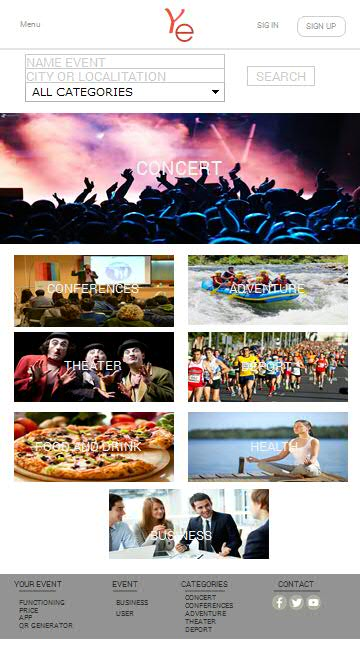 Menu
Ye
SIG IN
SIGN UP
NAME EVENT
CITY OR LOCALITATION
SEARCH
ALL CATEGORIES
CONCERT
CONFERENCES
ADVENTURE
THEATER
DEPORT
FOOD AND DRINK
HEALTH
BUSINESS
YOUR EVENT
FUNCTIONING
PRICE
APP
QR GENERATOR
EVENT
BUSINESS
USER
CATEGORIES
CONCERT
CONFERENCES
ADVENTURE
THEATER
DEPORT
CONTACT